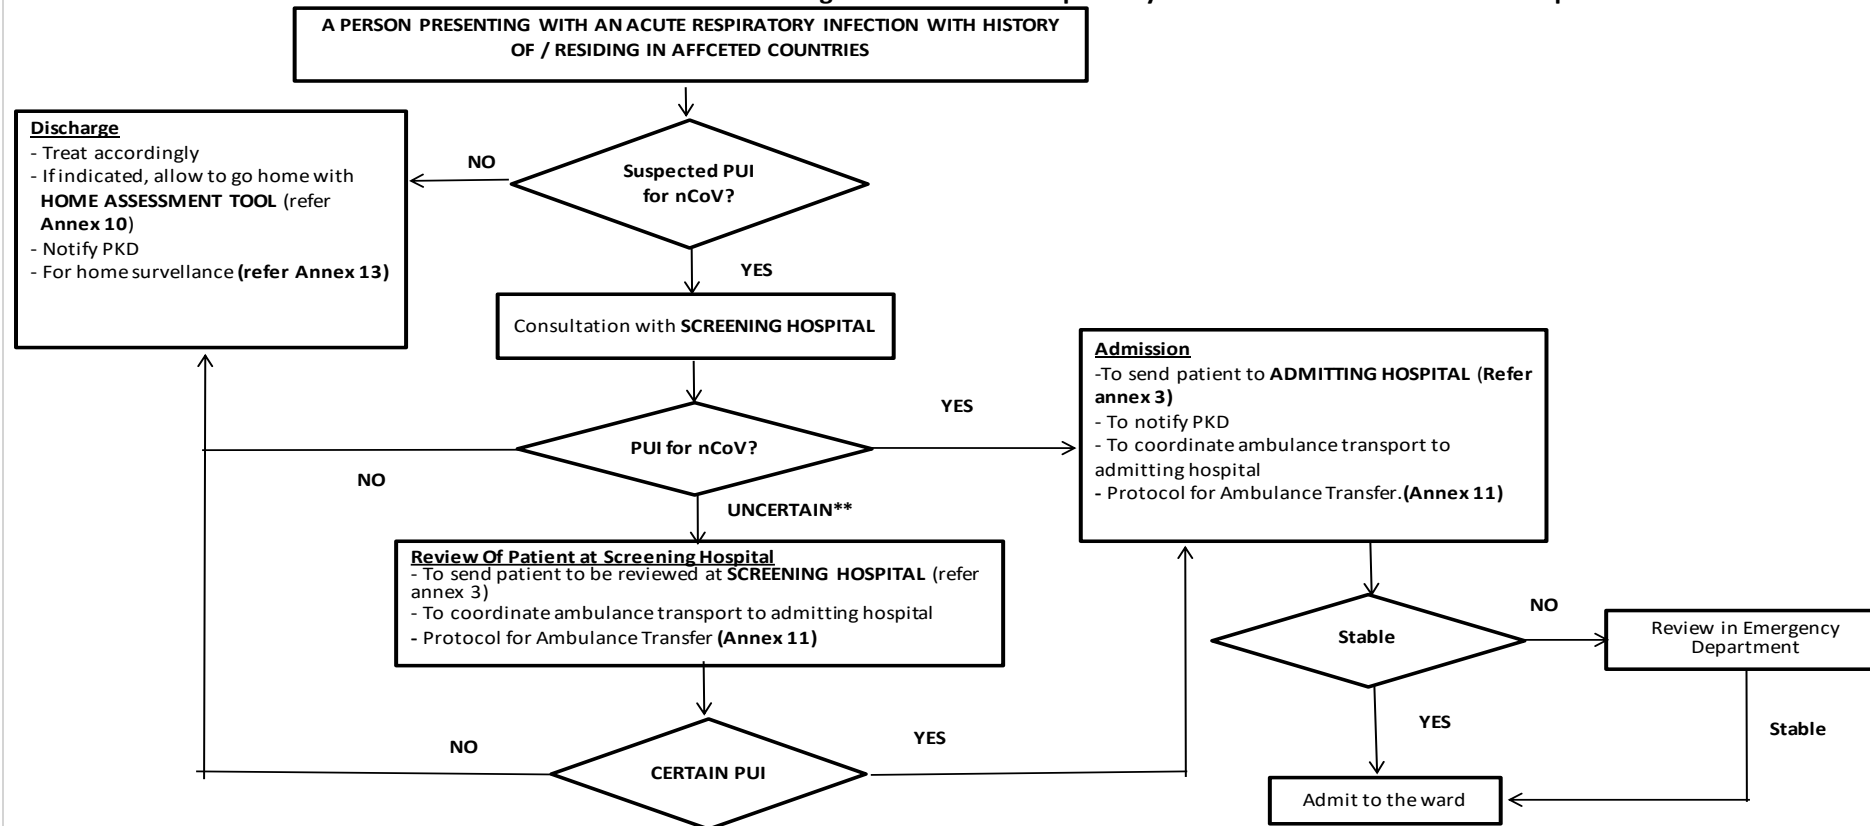 A PERSON PRESENTING WITH AN ACUTE RESPIRATORY INFECTION WITH HISTORY
OF / RESIDING IN AFFCETED COUNTRIES
Discharge
- Treat accordingly
- If indicated, allow to go home with
HOME ASSESSMENT TOOL (refer
Annex 10)
- Notify PKD
- For home survellance (refer Annex 13)
NO
Suspected PUI
for nCoV?
YES
Consultation with SCREENING HOSPITAL
PUI for nCoV?
YES
NO
UNCERTAIN**
Admission
-To send patient to ADMITTING HOSPITAL (Refer
annex 3)
- To notify PKD
- To coordinate ambulance transport to
admitting hospital
- Protocol for Ambulance Transfer.(Annex 11)
Review Of Patient at Screening Hospital
- To send patient to be reviewed at SCREENING HOSPITAL (refer
annex 3)
- To coordinate ambulance transport to admitting hospital
- Protocol for Ambulance Transfer (Annex 11)
Stable
NO
Review in Emergency
Department
YES
Stable
NO
CERTAIN PUI
YES
Admit to the ward